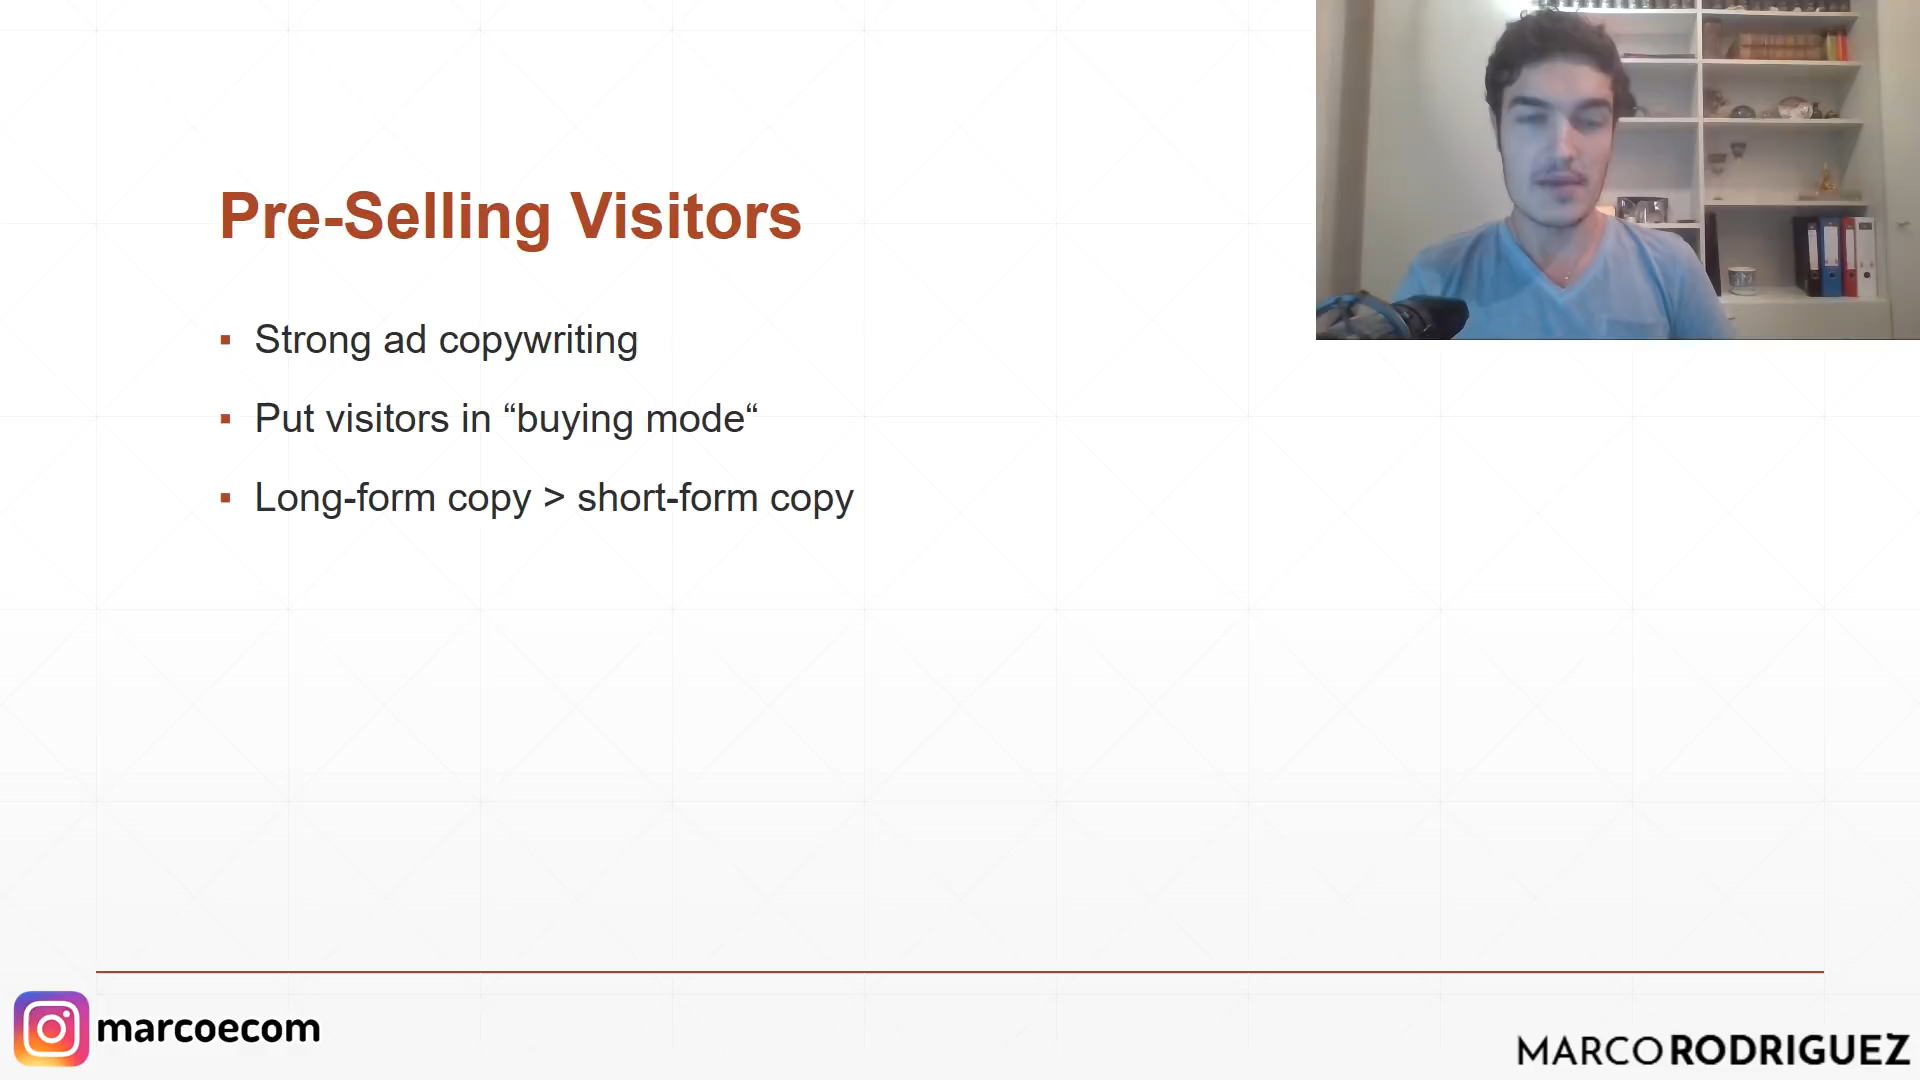 Pre-Selling Visitors
▪ Strong ad copywriting
▪ Put visitors in “buying mode“
▪ Long-form copy > short-form copy
marcoecom
MARCO RODRIGUEZ